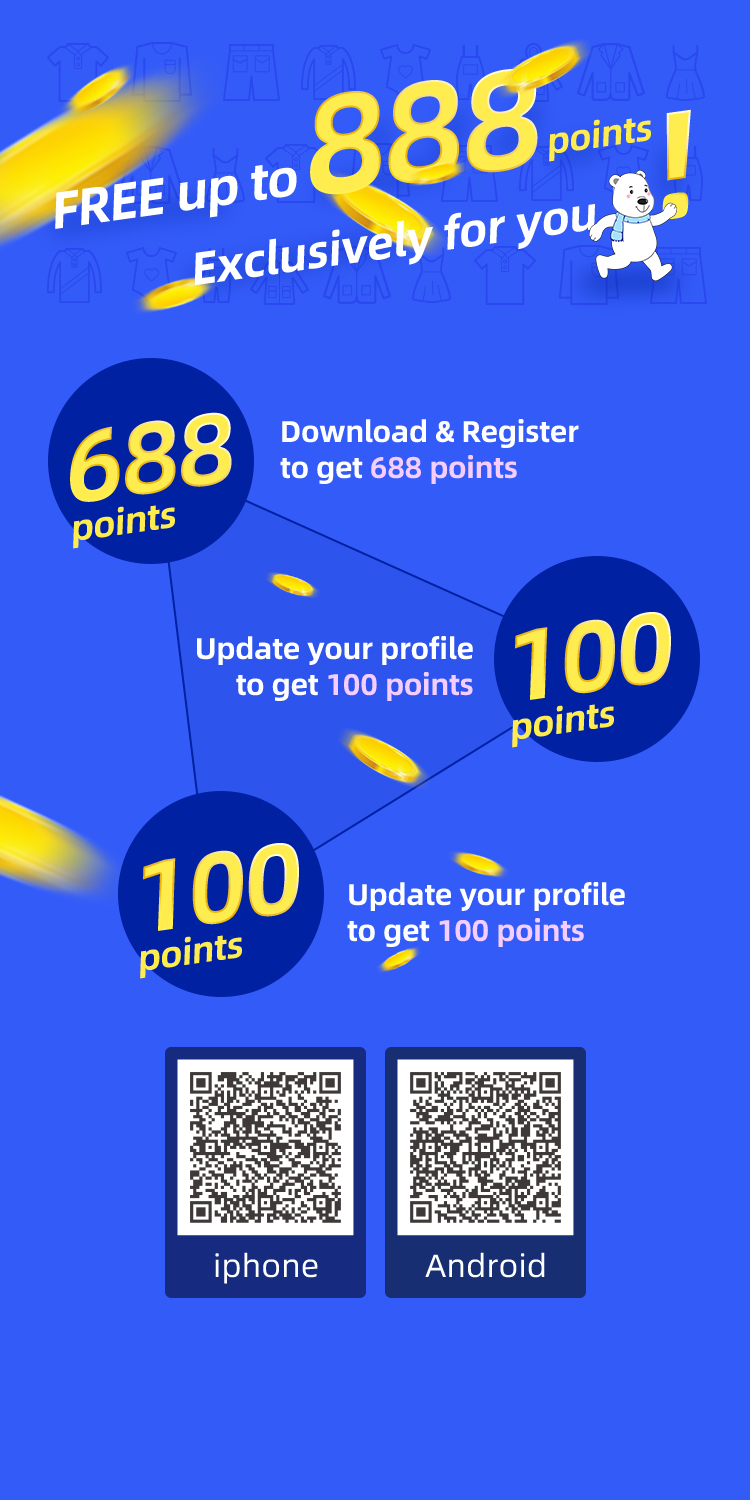 FREE up to 888 points!
Exclusively for you
688
points
Download & Register
to get 688 points
Update your profile
to get 100 points
100
points
100
points
Update your profile
to get 100 points
iphone
Android